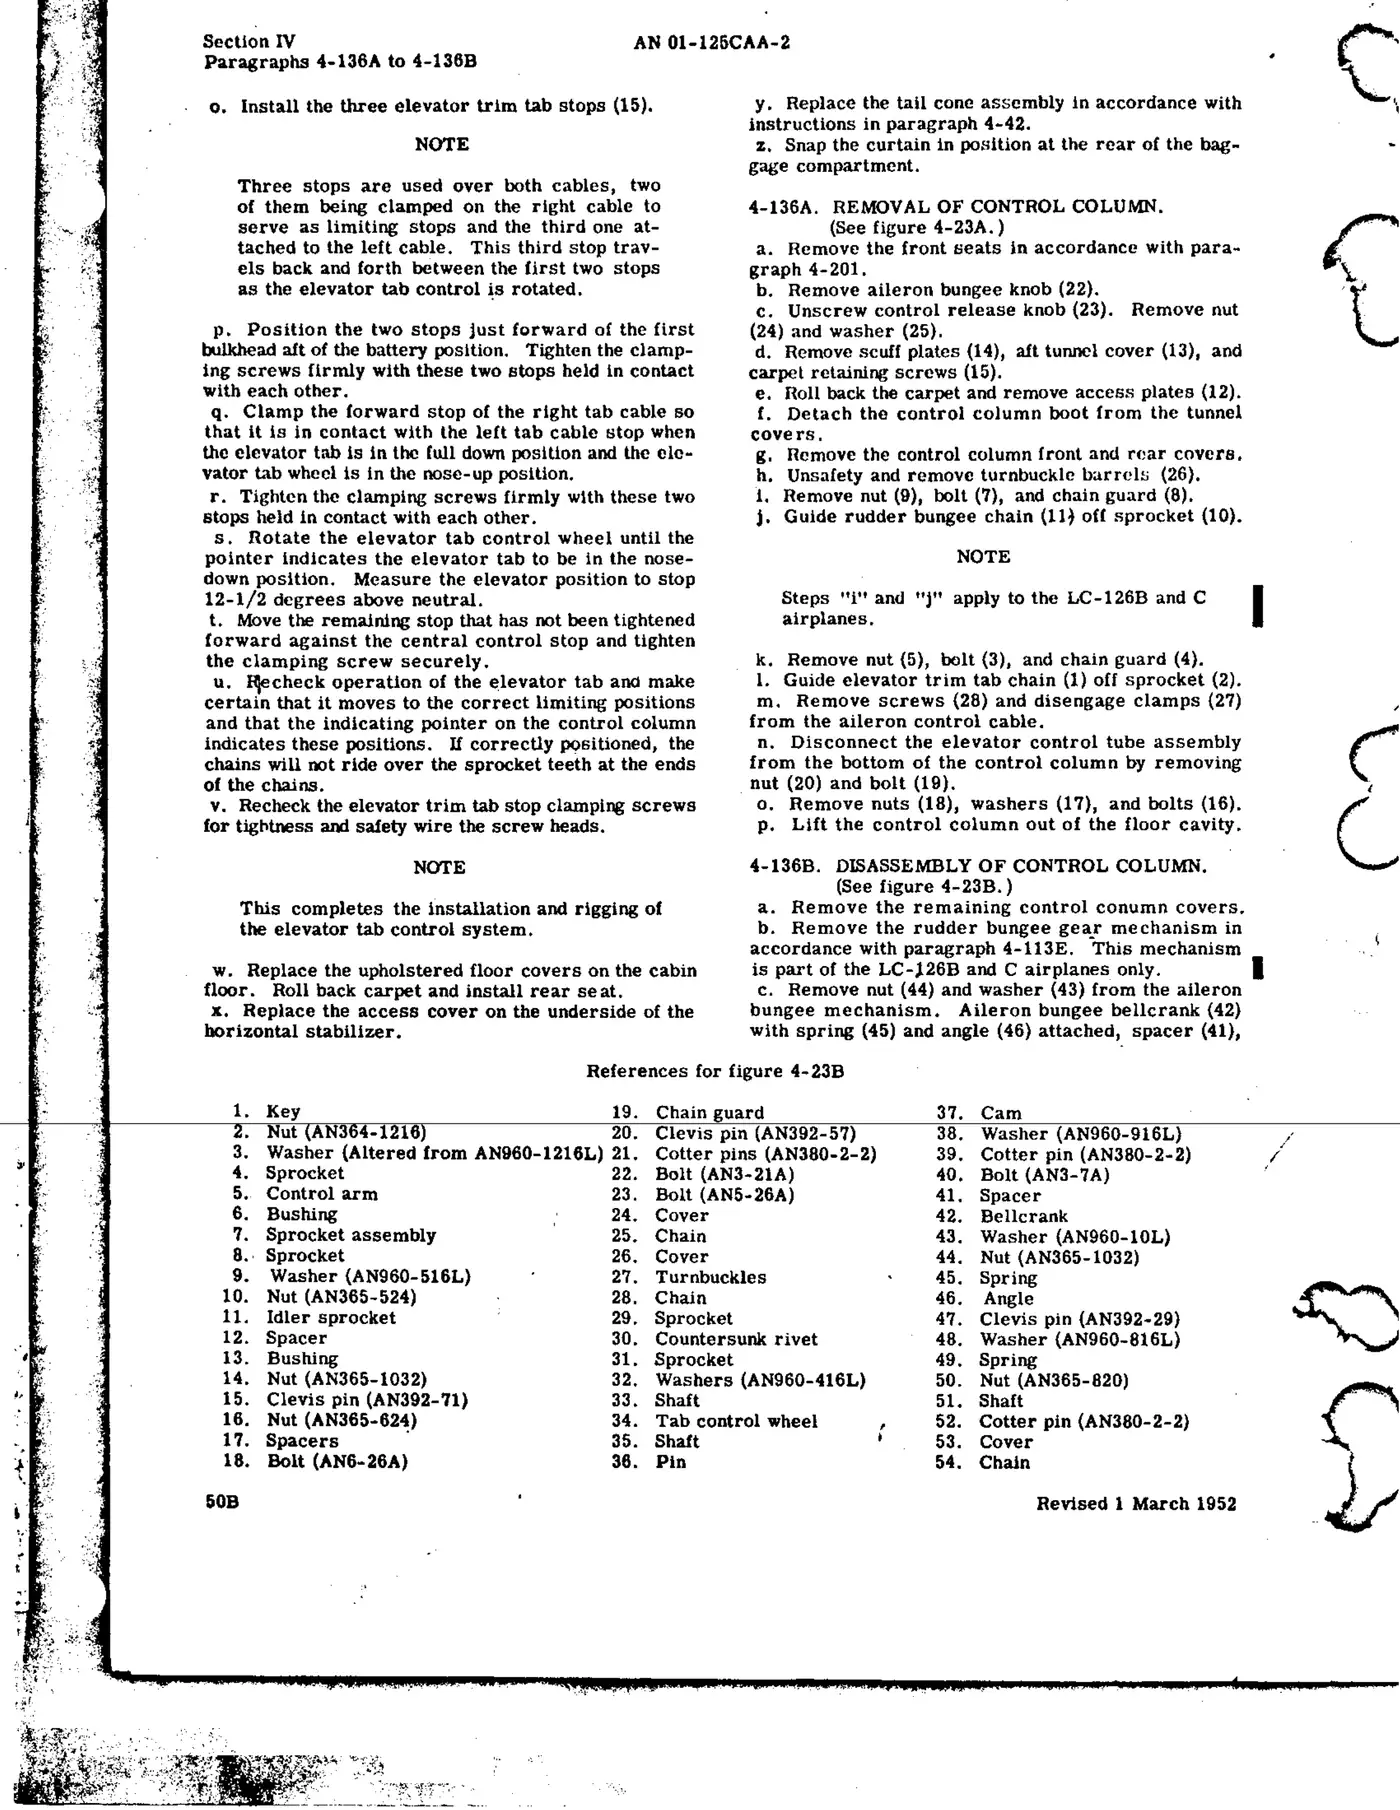 Section IV
Paragraphs 4-136A to 4-136B
AN 01-125CAA-2
o. Install the three elevator trim tab stops (15).
NOTE
Three stops are used over both cables, two
of them being clamped on the right cable to
serve as limiting stops and the third one at-
tached to the left cable. This third stop trav-
els back and forth between the first two stops
as the elevator tab control is rotated.
p. Position the two stops just forward of the first
bulkhead aft of the battery position. Tighten the clamp-
ing screws firmly with these two stops held in contact
with each other.
q. Clamp the forward stop of the right tab cable so
that it is in contact with the left tab cable stop when
the elevator tab is in the full down position and the ele-
vator tab wheel is in the nose-up position.
r. Tighten the clamping screws firmly with these two
stops held in contact with each other.
s. Rotate the elevator tab control wheel until the
pointer indicates the elevator tab to be in the nose-
down position. Measure the elevator position to stop
12-1/2 degrees above neutral.
t. Move the remaining stop that has not been tightened
forward against the central control stop and tighten
the clamping screw securely.
u. Recheck operation of the elevator tab and make
certain that it moves to the correct limiting positions
and that the indicating pointer on the control column
indicates these positions. If correctly positioned, the
chains will not ride over the sprocket teeth at the ends
of the chains.
v. Recheck the elevator trim tab stop clamping screws
for tightness and safety wire the screw heads.
NOTE
This completes the installation and rigging of
the elevator tab control system.
w. Replace the upholstered floor covers on the cabin
floor. Roll back carpet and install rear seat.
x. Replace the access cover on the underside of the
horizontal stabilizer.
y. Replace the tail cone assembly in accordance with
instructions in paragraph 4-42.
z. Snap the curtain in position at the rear of the bag-
gage compartment.
4-136A. REMOVAL OF CONTROL COLUMN.
(See figure 4-23A.)
a. Remove the front seats in accordance with para-
graph 4-201.
b. Remove aileron bungee knob (22).
c. Unscrew control release knob (23). Remove nut
(24) and washer (25).
d. Remove scuff plates (14), aft tunnel cover (13), and
carpet retaining screws (15).
e. Roll back the carpet and remove access plates (12).
f. Detach the control column boot from the tunnel
covers.
g. Remove the control column front and rear covers.
h. Unsafety and remove turnbuckle barrels (26).
i. Remove nut (9), bolt (7), and chain guard (8).
j. Guide rudder bungee chain (11) off sprocket (10).
NOTE
Steps "i" and "j" apply to the LC-126B and C
airplanes.
k. Remove nut (5), bolt (3), and chain guard (4).
l. Guide elevator trim tab chain (1) off sprocket (2).
m. Remove screws (28) and disengage clamps (27)
from the aileron control cable.
n. Disconnect the elevator control tube assembly
from the bottom of the control column by removing
nut (20) and bolt (19).
o. Remove nuts (18), washers (17), and bolts (16).
p. Lift the control column out of the floor cavity.
4-136B. DISASSEMBLY OF CONTROL COLUMN.
(See figure 4-23B.)
a. Remove the remaining control conumn covers.
b. Remove the rudder bungee gear mechanism in
accordance with paragraph 4-113E. This mechanism
is part of the LC-126B and C airplanes only.
c. Remove nut (44) and washer (43) from the aileron
bungee mechanism. Aileron bungee bellcrank (42)
with spring (45) and angle (46) attached, spacer (41),
References for figure 4-23B
1. Key
2. Nut (AN364-1216)
3. Washer (Altered from AN960-1216L)
4. Sprocket
5. Control arm
6. Bushing
7. Sprocket assembly
8. Sprocket
9. Washer (AN960-516L)
10. Nut (AN365-524)
11. Idler sprocket
12. Spacer
13. Bushing
14. Nut (AN365-1032)
15. Clevis pin (AN392-71)
16. Nut (AN365-624)
17. Spacers
18. Bolt (AN6-26A)
19. Chain guard
20. Clevis pin (AN392-57)
21. Cotter pins (AN380-2-2)
22. Bolt (AN3-21A)
23. Bolt (AN5-26A)
24. Cover
25. Chain
26. Cover
27. Turnbuckles
28. Chain
29. Sprocket
30. Countersunk rivet
31. Sprocket
32. Washers (AN960-416L)
33. Shaft
34. Tab control wheel
35. Shaft
36. Pin
37. Cam
38. Washer (AN960-916L)
39. Cotter pin (AN380-2-2)
40. Bolt (AN3-7A)
41. Spacer
42. Bellcrank
43. Washer (AN960-10L)
44. Nut (AN365-1032)
45. Spring
46. Angle
47. Clevis pin (AN392-29)
48. Washer (AN960-816L)
49. Spring
50. Nut (AN365-820)
51. Shaft
52. Cotter pin (AN380-2-2)
53. Cover
54. Chain
50B
Revised 1 March 1952